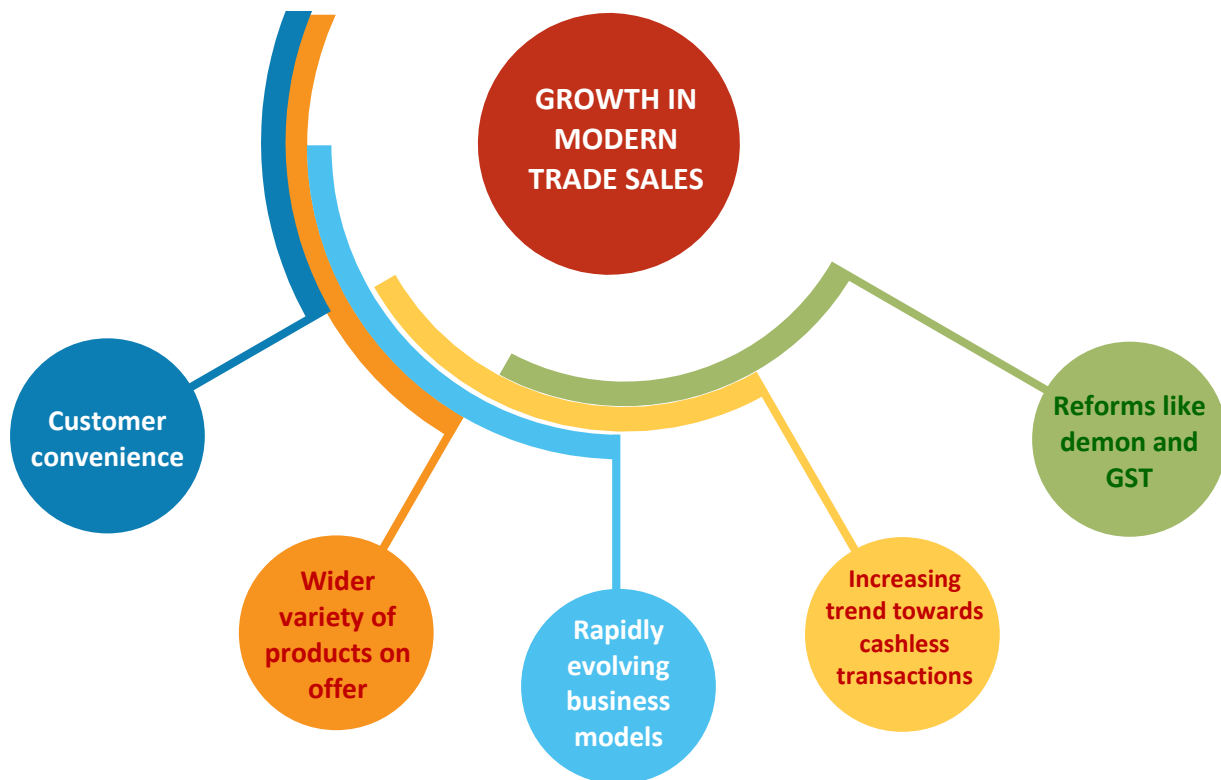 GROWTH IN
MODERN
TRADE SALES
Customer
convenience
Wider
variety of
products on
offer
Rapidly
evolving
business
models
Increasing
trend towards
cashless
transactions
Reforms like
demon and
GST